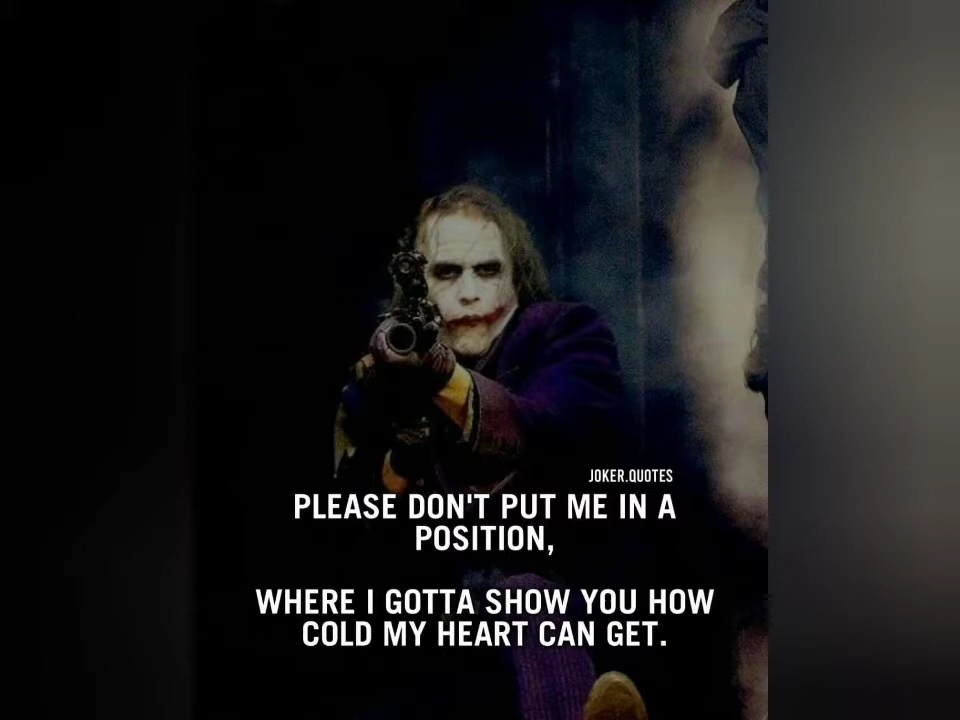 JOKER.QUOTES
PLEASE DON'T PUT ME IN A
POSITION,
WHERE I GOTTA SHOW YOU HOW
COLD MY HEART CAN GET.